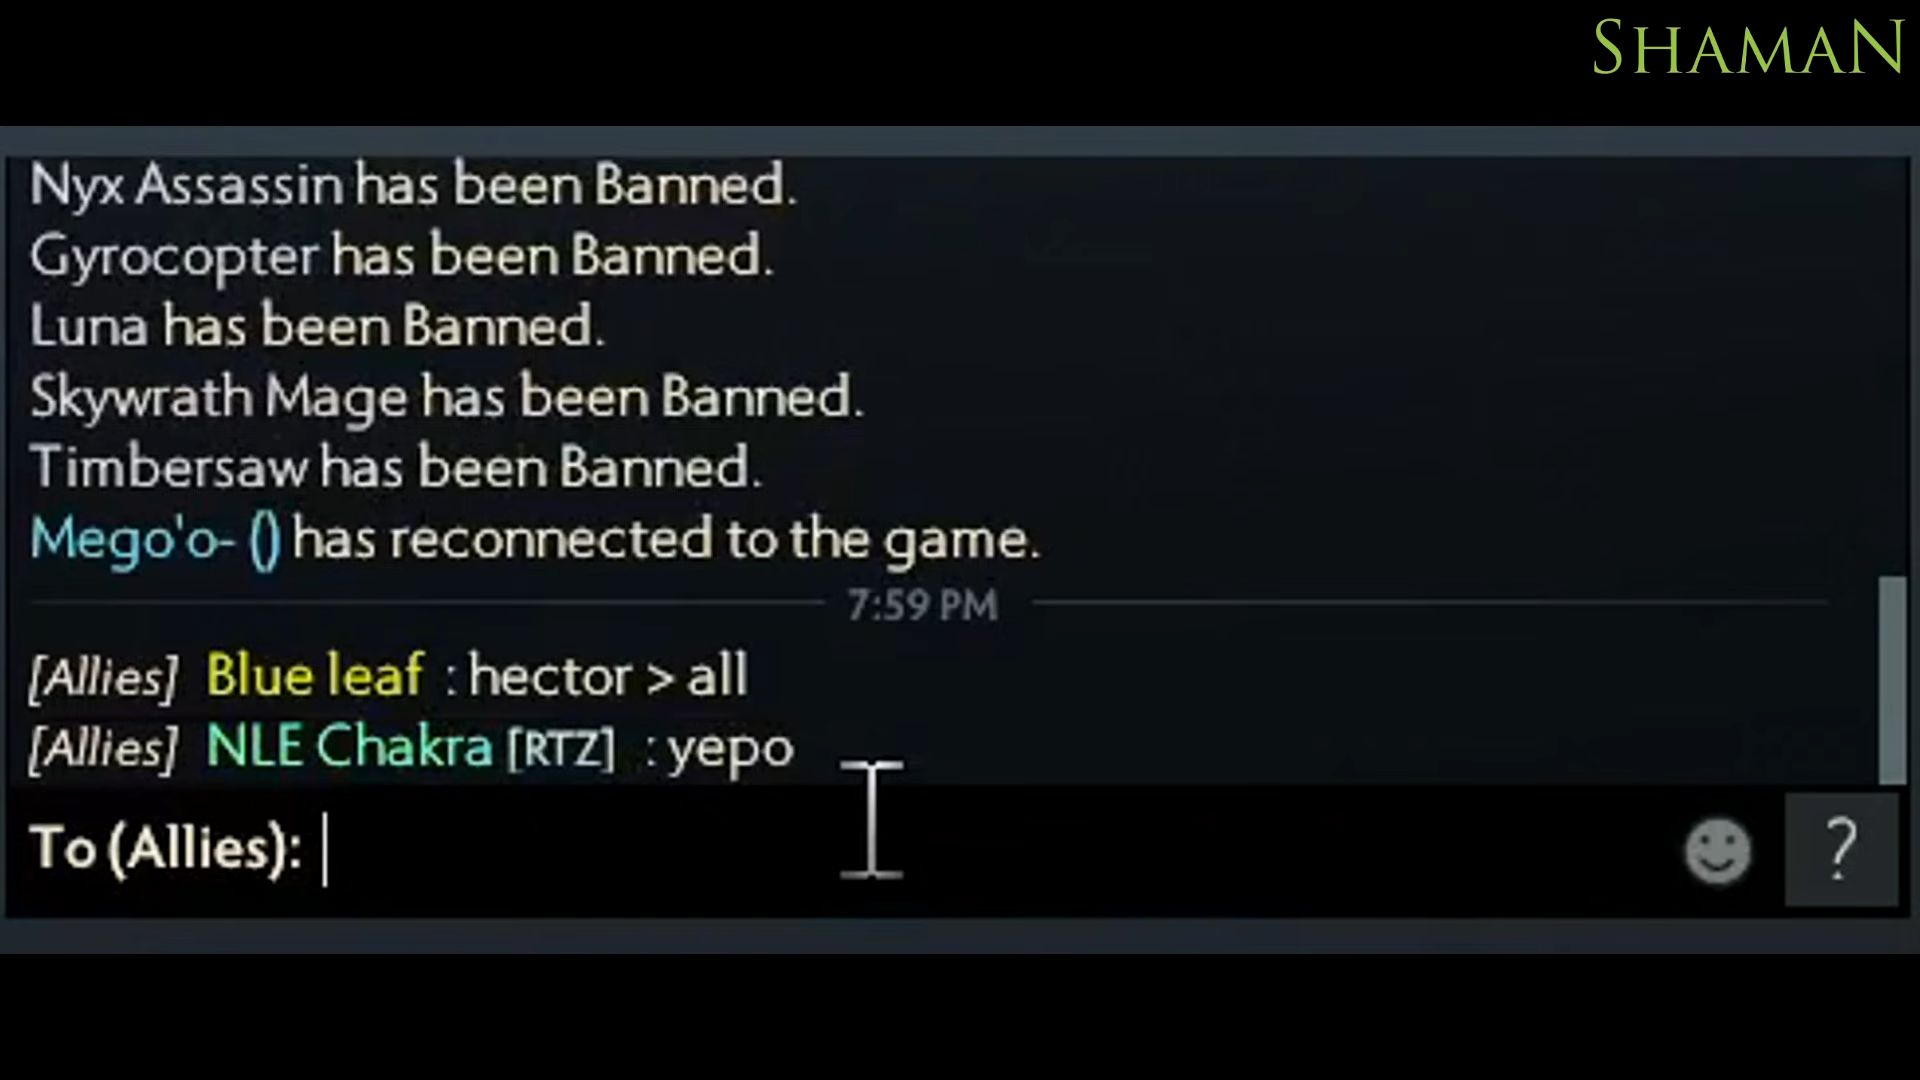 SHAMAN
Nyx Assassin has been Banned.
Gyrocopter has been Banned.
Luna has been Banned.
Skywrath Mage has been Banned.
Timbersaw has been Banned.
Mego'o- () has reconnected to the game.
7:59 PM
[Allies] Blue leaf : hector > all
[Allies] NLE Chakra [RTZ] : yepo
To (Allies):
?